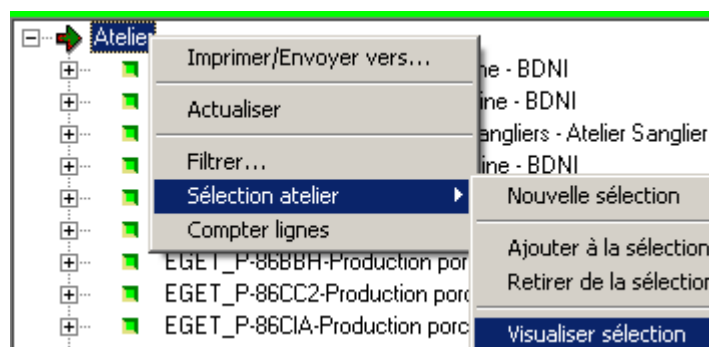 Atelier
Imprimer/Envoyer vers...
ne - BDNI
Actualiser
ine - BDNI
angliers - Atelier Sanglier
Filtrer...
ine - BDNI
Sélection atelier
Nouvelle sélection
Compter lignes
Ajouter à la sélection
EGET_P-86BBH-Production por
Retirer de la sélection
EGET_P-86CC2-Production por
EGET_P-86CIA-Production porc
Visualiser sélection